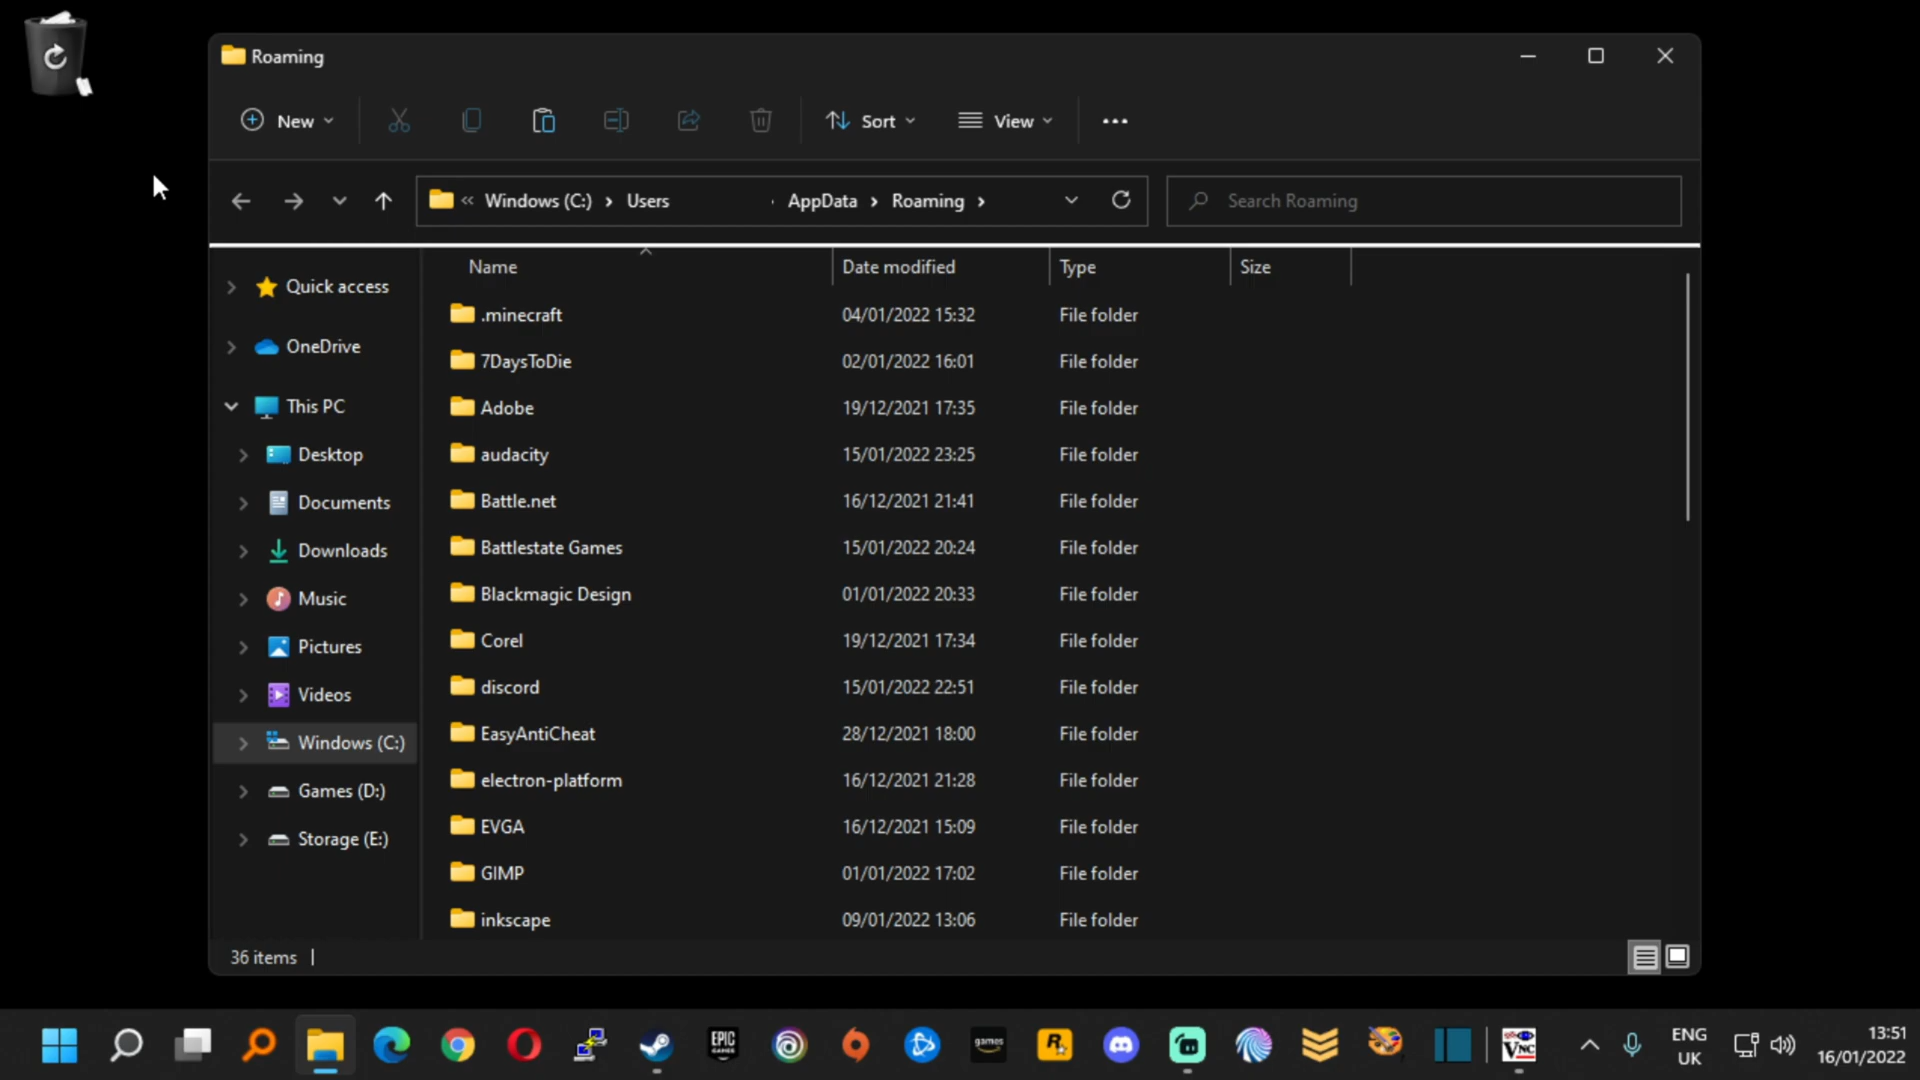 Roaming
New
Sort
View
« Windows (C:) › Users › AppData › Roaming ›
Search Roaming
Name Date modified Type Size
Quick access
OneDrive
This PC
Desktop
Documents
Downloads
Music
Pictures
Videos
Windows (C:)
Games (D:)
Storage (E:)
.minecraft 04/01/2022 15:32 File folder
7DaysToDie 02/01/2022 16:01 File folder
Adobe 19/12/2021 17:35 File folder
audacity 15/01/2022 23:25 File folder
Battle.net 16/12/2021 21:41 File folder
Battlestate Games 15/01/2022 20:24 File folder
Blackmagic Design 01/01/2022 20:33 File folder
Corel 19/12/2021 17:34 File folder
discord 15/01/2022 22:51 File folder
EasyAntiCheat 28/12/2021 18:00 File folder
electron-platform 16/12/2021 21:28 File folder
EVGA 16/12/2021 15:09 File folder
GIMP 01/01/2022 17:02 File folder
inkscape 09/01/2022 13:06 File folder
36 items
EPIC
GAMES
games
R
VNC
ENG
UK
13:51
16/01/2022